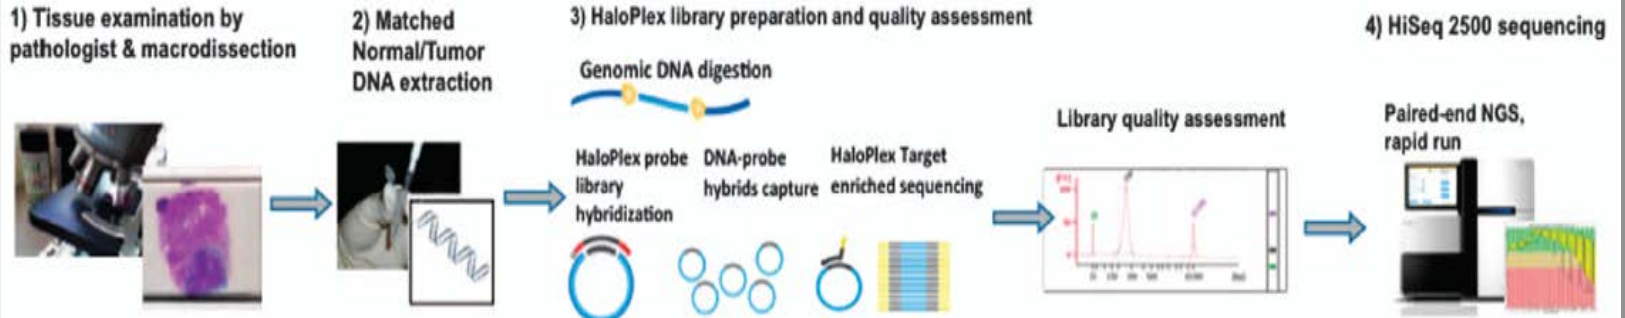 1) Tissue examination by
pathologist & macrodissection
2) Matched
Normal/Tumor
DNA extraction
3) HaloPlex library preparation and quality assessment
Genomic DNA digestion
HaloPlex probe
library
hybridization
DNA-probe
hybrids capture
HaloPlex Target
enriched sequencing
Library quality assessment
4) HiSeq 2500 sequencing
Paired-end NGS,
rapid run